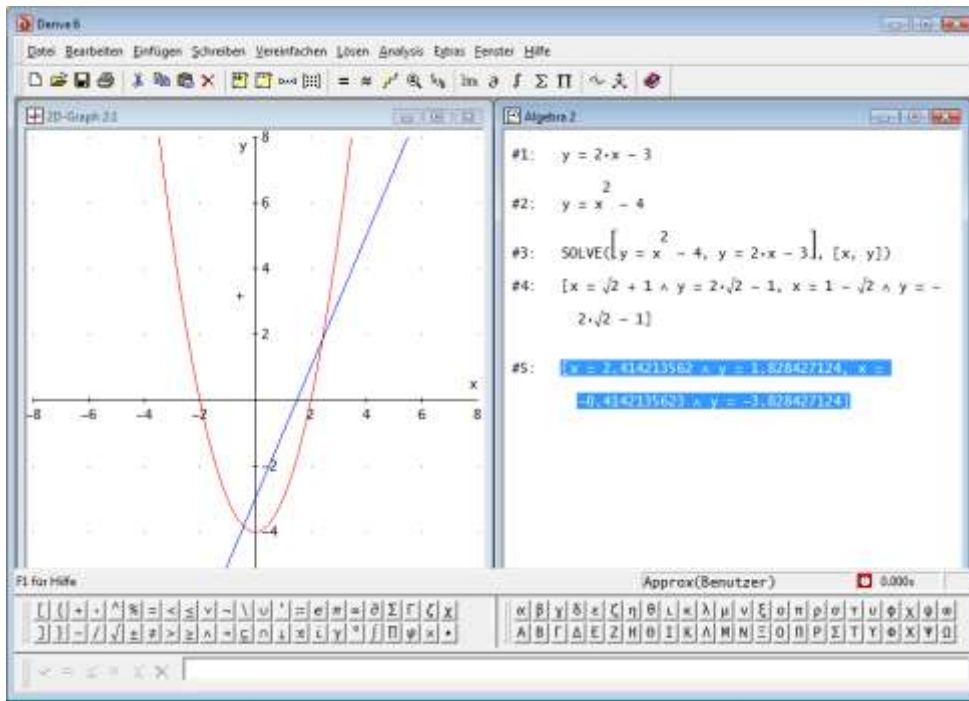 Derive 6
Datei Bearbeiten Einfügen Schreiben Vereinfachen Lösen Analysis Extras Fenster Hilfe
= ≈ lim ∂ ∫ Σ Π
2D-Graph 2:1
y
8
6
4
2
x
-8 -6 -4 -2 2 4 6 8
-2
-4
Algebra 2
#1: y = 2·x - 3
2
#2: y = x - 4
2
#3: SOLVE([y = x - 4, y = 2·x - 3], [x, y])
#4: [x = √2 + 1 ∧ y = 2·√2 - 1, x = 1 - √2 ∧ y = -
2·√2 - 1]
#5: [x = 2.414213562 ∧ y = 1.828427124, x =
-0.4142135623 ∧ y = -3.828427124]
F1 für Hilfe
Approx(Benutzer) 0.000s
[ ( + · ^ % = < ≤ ∨ ¬ \ ∪ ' = e π ∞ ∂ Σ Γ ζ χ
] ) - / √ ± ≠ > ≥ ∧ → ⊆ ∩ ↓ γ ° ∫ Π ψ × •
α β γ δ ε ζ η θ ι κ λ μ ν ξ ο π ρ σ τ υ φ χ ψ ω
Α Β Γ Δ Ε Ζ Η Θ Ι Κ Λ Μ Ν Ξ Ο Π Ρ Σ Τ Υ Φ Χ Ψ Ω